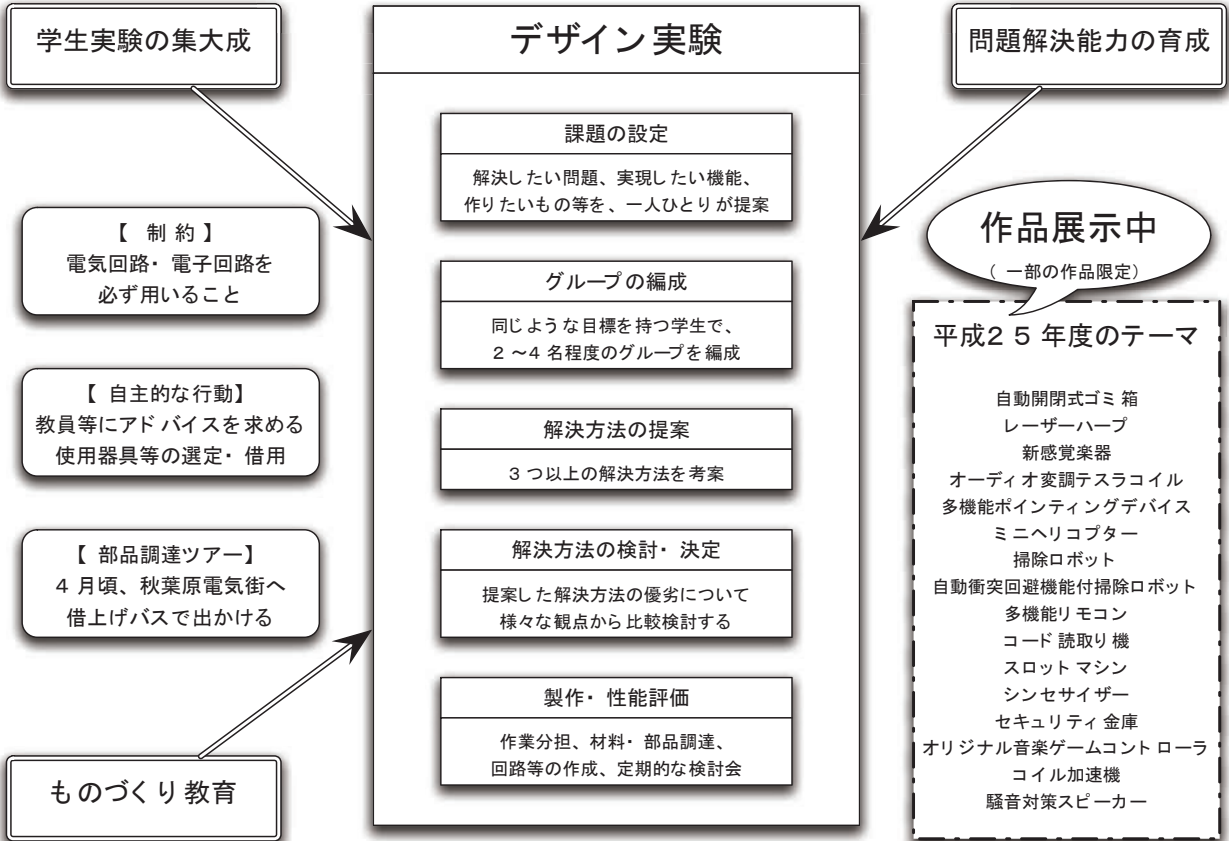 学生実験の集大成
【 制 約 】
電気回路・ 電子回路を
必ず用いること
【 自主的な行動】
教員等にアドバイスを求める
使用器具等の選定・ 借用
【 部品調達ツアー】
4 月頃、秋葉原電気街へ
借上げバスで出かける
ものづくり教育
デザイン実験
課題の設定
解決したい問題、実現したい機能、
作りたいもの等を、一人ひとりが提案
グループの編成
同じような目標を持つ学生で、
2 ~4 名程度のグループを編成
解決方法の提案
3 つ以上の解決方法を考案
解決方法の検討・ 決定
提案した解決方法の優劣について
様々な観点から比較検討する
製作・ 性能評価
作業分担、材料・ 部品調達、
回路等の作成、定期的な検討会
問題解決能力の育成
作品展示中
( 一部の作品限定)
平成2 5 年度のテーマ
自動開閉式ゴミ箱
レーザーハープ
新感覚楽器
オーディオ変調テスラコイル
多機能ポインティングデバイス
ミニヘリコプター
掃除ロボット
自動衝突回避機能付掃除ロボット
多機能リモコン
コード読取り機
スロットマシン
シンセサイザー
セキュリティ金庫
オリジナル音楽ゲームコントローラ
コイル加速機
騒音対策スピーカー